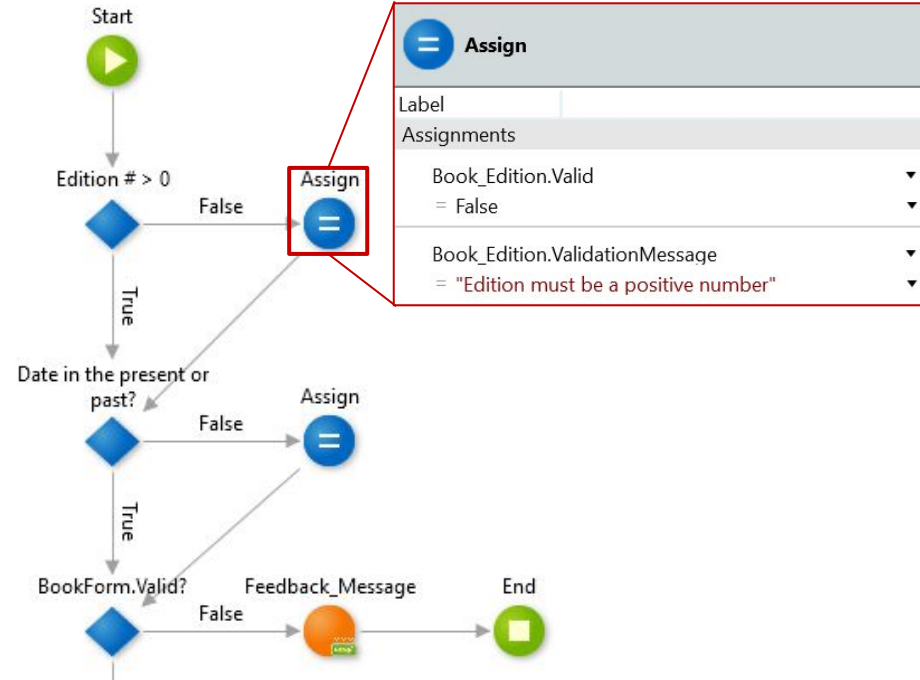 Start
Edition # > 0
False
Assign
True
Date in the present or
past?
False
Assign
True
BookForm.Valid?
False
Feedback_Message
End
Assign
Label
Assignments
Book_Edition.Valid
= False
Book_Edition.ValidationMessage
= "Edition must be a positive number"